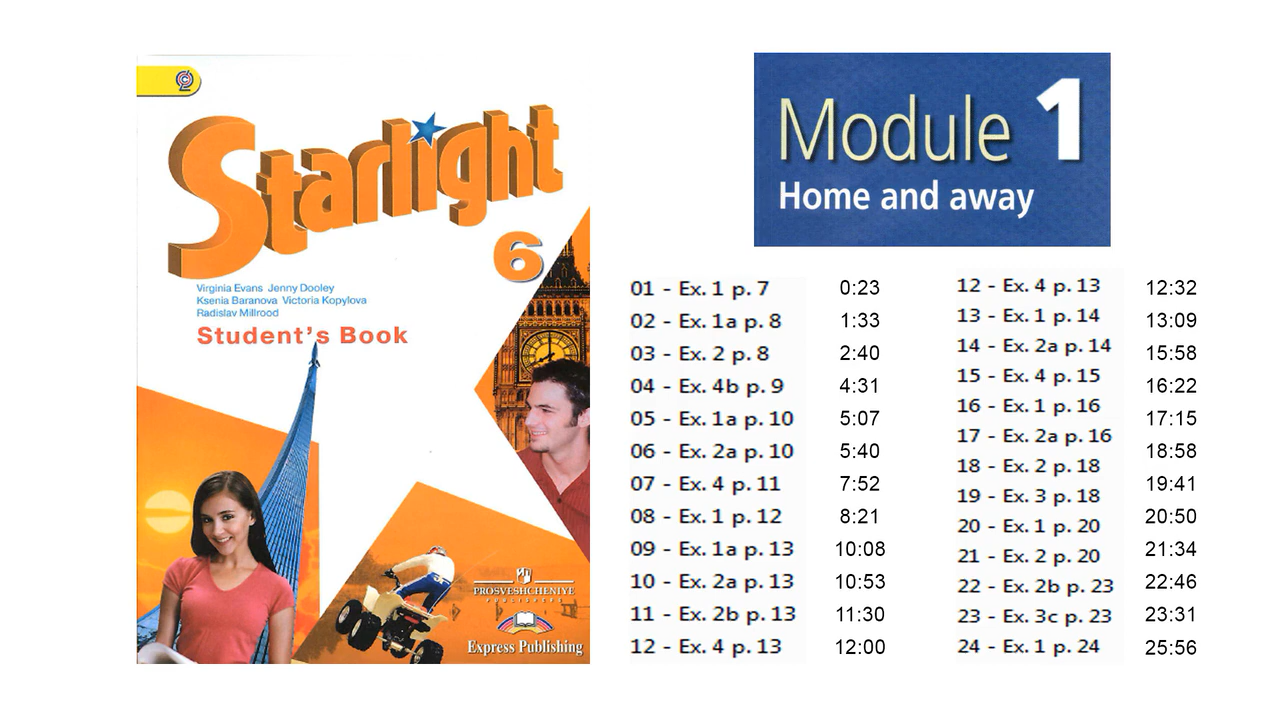 Starlight
6
Virginia Evans Jenny Dooley
Ksenia Baranova Victoria Kopylova
Radislav Millrood
Student's Book
PROSVESHCHENIYE
PUBLISHERS
Express Publishing
Module 1
Home and away
01 - Ex. 1 p. 7 0:23
02 - Ex. 1a p. 8 1:33
03 - Ex. 2 p. 8 2:40
04 - Ex. 4b p. 9 4:31
05 - Ex. 1a p. 10 5:07
06 - Ex. 2a p. 10 5:40
07 - Ex. 4 p. 11 7:52
08 - Ex. 1 p. 12 8:21
09 - Ex. 1a p. 13 10:08
10 - Ex. 2a p. 13 10:53
11 - Ex. 2b p. 13 11:30
12 - Ex. 4 p. 13 12:00
12 - Ex. 4 p. 13
13 - Ex. 1 p. 14
14 - Ex. 2a p. 14
15 - Ex. 4 p. 15
16 - Ex. 1 p. 16
17 - Ex. 2a p. 16
18 - Ex. 2 p. 18
19 - Ex. 3 p. 18
20 - Ex. 1 p. 20
21 - Ex. 2 p. 20
22 - Ex. 2b p. 23
23 - Ex. 3c p. 23
24 - Ex. 1 p. 24
12:32
13:09
15:58
16:22
17:15
18:58
19:41
20:50
21:34
22:46
23:31
25:56